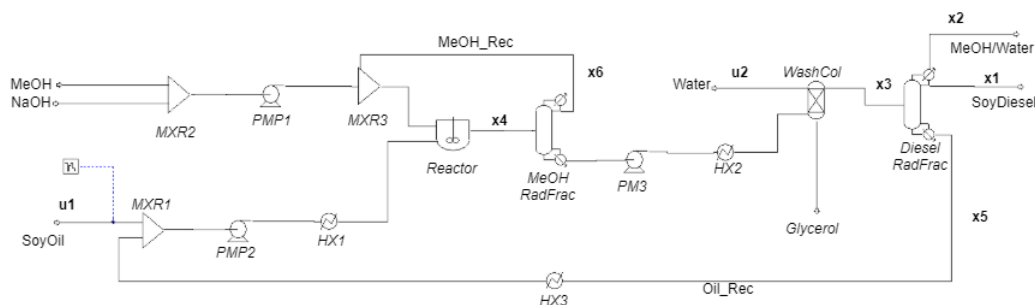 x2
MeOH/Water
MeOH_Rec
x6
MeOH
NaOH
MXR2
PMP1
MXR3
Water
u2
WashCol
x3
x1
SoyDiesel
x4
Reactor
MeOH
RadFrac
PM3
HX2
Diesel
RadFrac
u1
SoyOil
MXR1
PMP2
HX1
Glycerol
x5
HX3
Oil_Rec